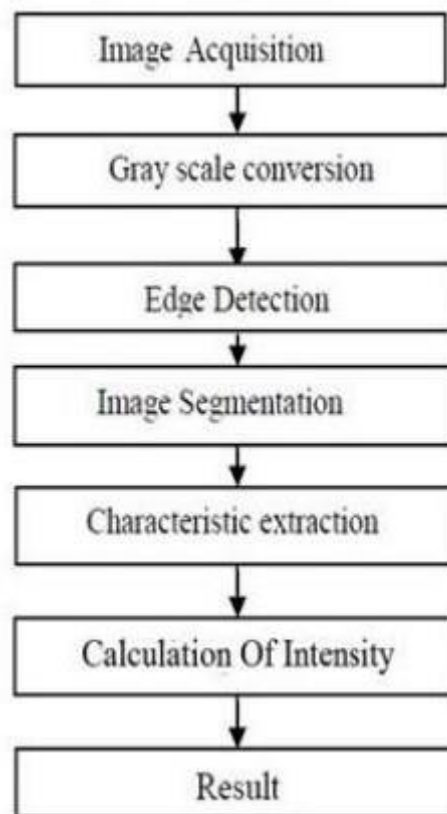 Image Acquisition
Gray scale conversion
Edge Detection
Image Segmentation
Characteristic extraction
Calculation Of Intensity
Result